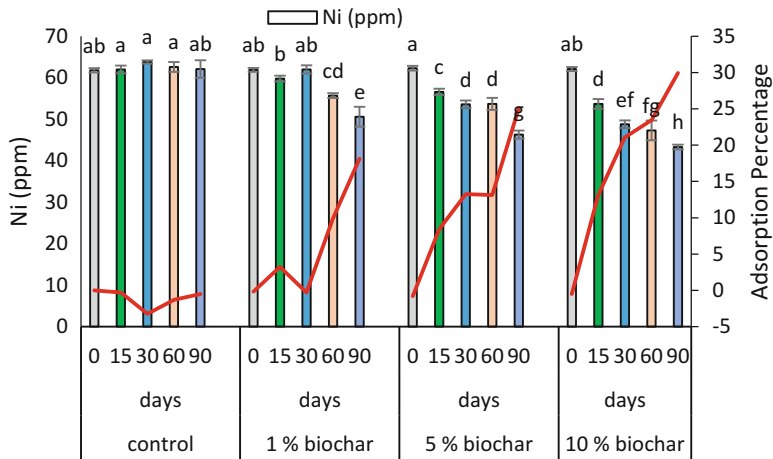 Ni (ppm)
70
60
50
40
30
20
10
0
Ni (ppm)
35
30
25
20
15
10
5
0
-5
Adsorption Percentage
ab a a a ab
ab b ab cd e
a c d d g
ab d ef fg h
0 15 30 60 90 0 15 30 60 90 0 15 30 60 90 0 15 30 60 90
days days days days
control 1 % biochar 5 % biochar 10 % biochar